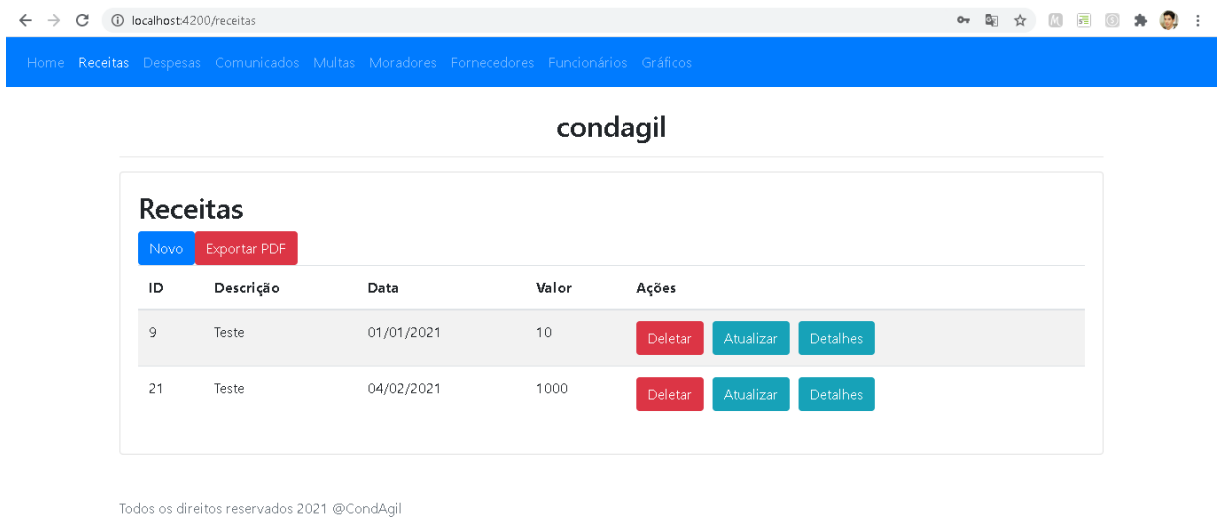 localhost:4200/receitas
Home Receitas Despesas Comunicados Multas Moradores Fornecedores Funcionários Gráficos
condagil
Receitas
Novo Exportar PDF
ID Descrição Data Valor Ações
9 Teste 01/01/2021 10 Deletar Atualizar Detalhes
21 Teste 04/02/2021 1000 Deletar Atualizar Detalhes
Todos os direitos reservados 2021 @CondAgil